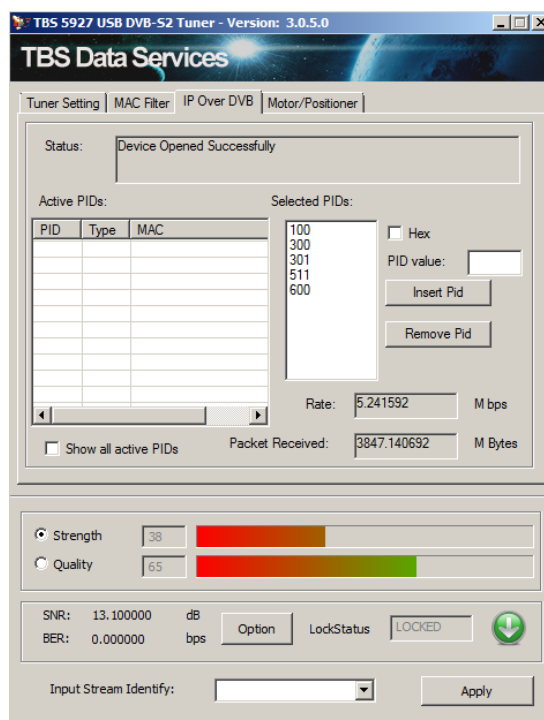 TBS 5927 USB DVB-S2 Tuner - Version: 3.0.5.0
TBS Data Services
Tuner Setting MAC Filter IP Over DVB Motor/Positioner
Status: Device Opened Successfully
Active PIDs: Selected PIDs:
PID Type MAC
100
300
301
511
600
Hex
PID value:
Insert Pid
Remove Pid
Rate: 5.241592 M bps
Show all active PIDs Packet Received: 3847.140692 M Bytes
Strength 38
Quality 65
SNR: 13.100000 dB
BER: 0.000000 bps
Option LockStatus LOCKED
Input Stream Identify: Apply